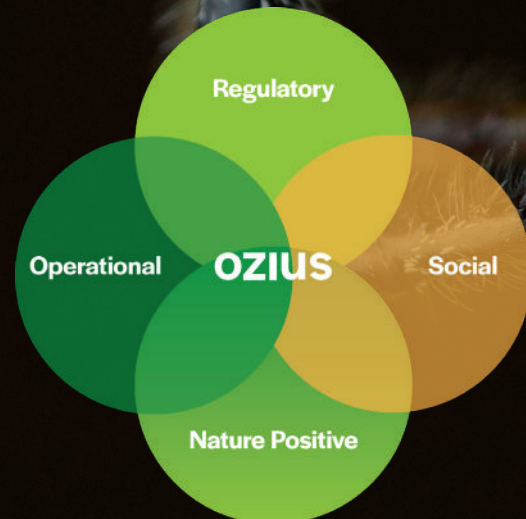 Regulatory
Operational
OZIUS
Social
Nature Positive